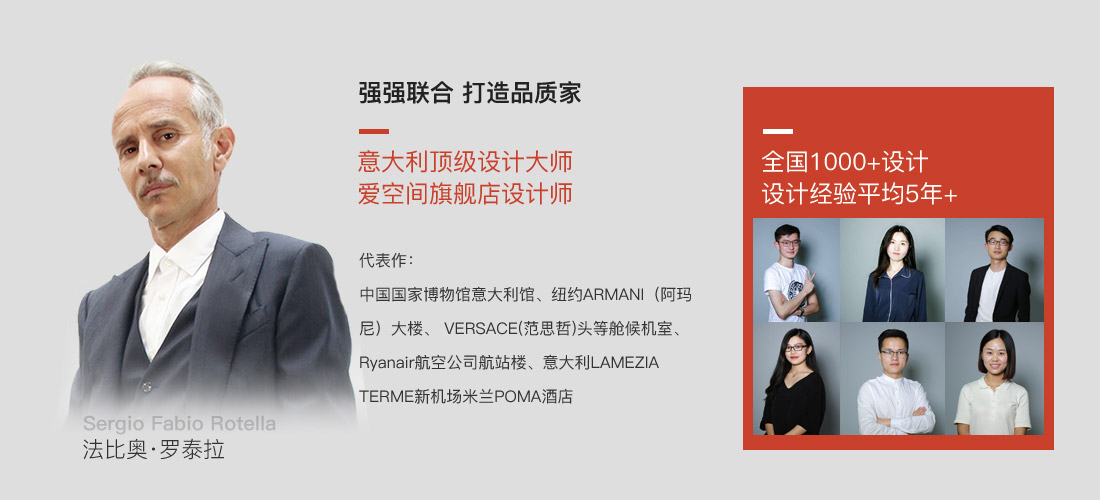 强强联合 打造品质家
意大利顶级设计大师
爱空间旗舰店设计师
代表作：
中国国家博物馆意大利馆、纽约ARMANI（阿玛
尼）大楼、 VERSACE(范思哲)头等舱候机室、
Ryanair航空公司航站楼、意大利LAMEZIA
TERME新机场米兰POMA酒店
Sergio Fabio Rotella
法比奥·罗泰拉
全国1000+设计
设计经验平均5年+